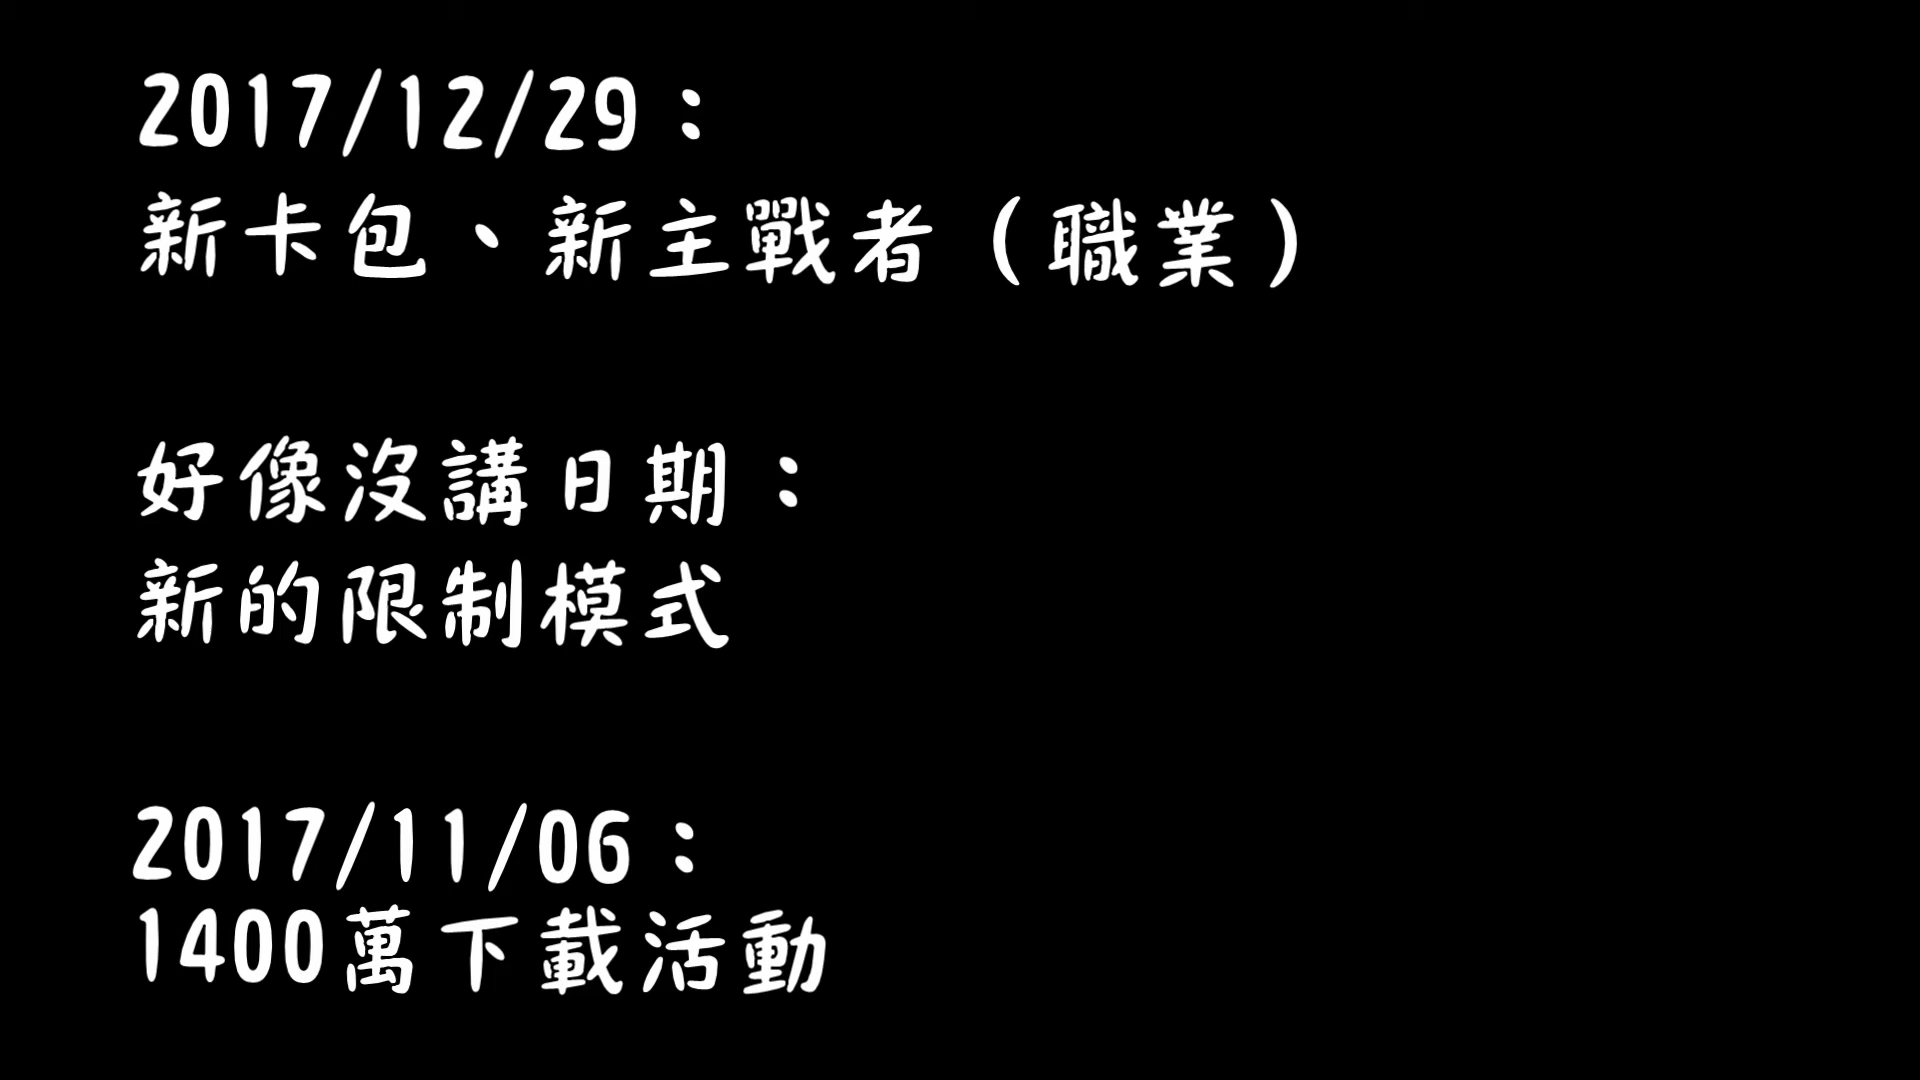 2017/12/29：
新卡包、新主戰者（職業）
好像沒講日期：
新的限制模式
2017/11/06：
1400萬下載活動